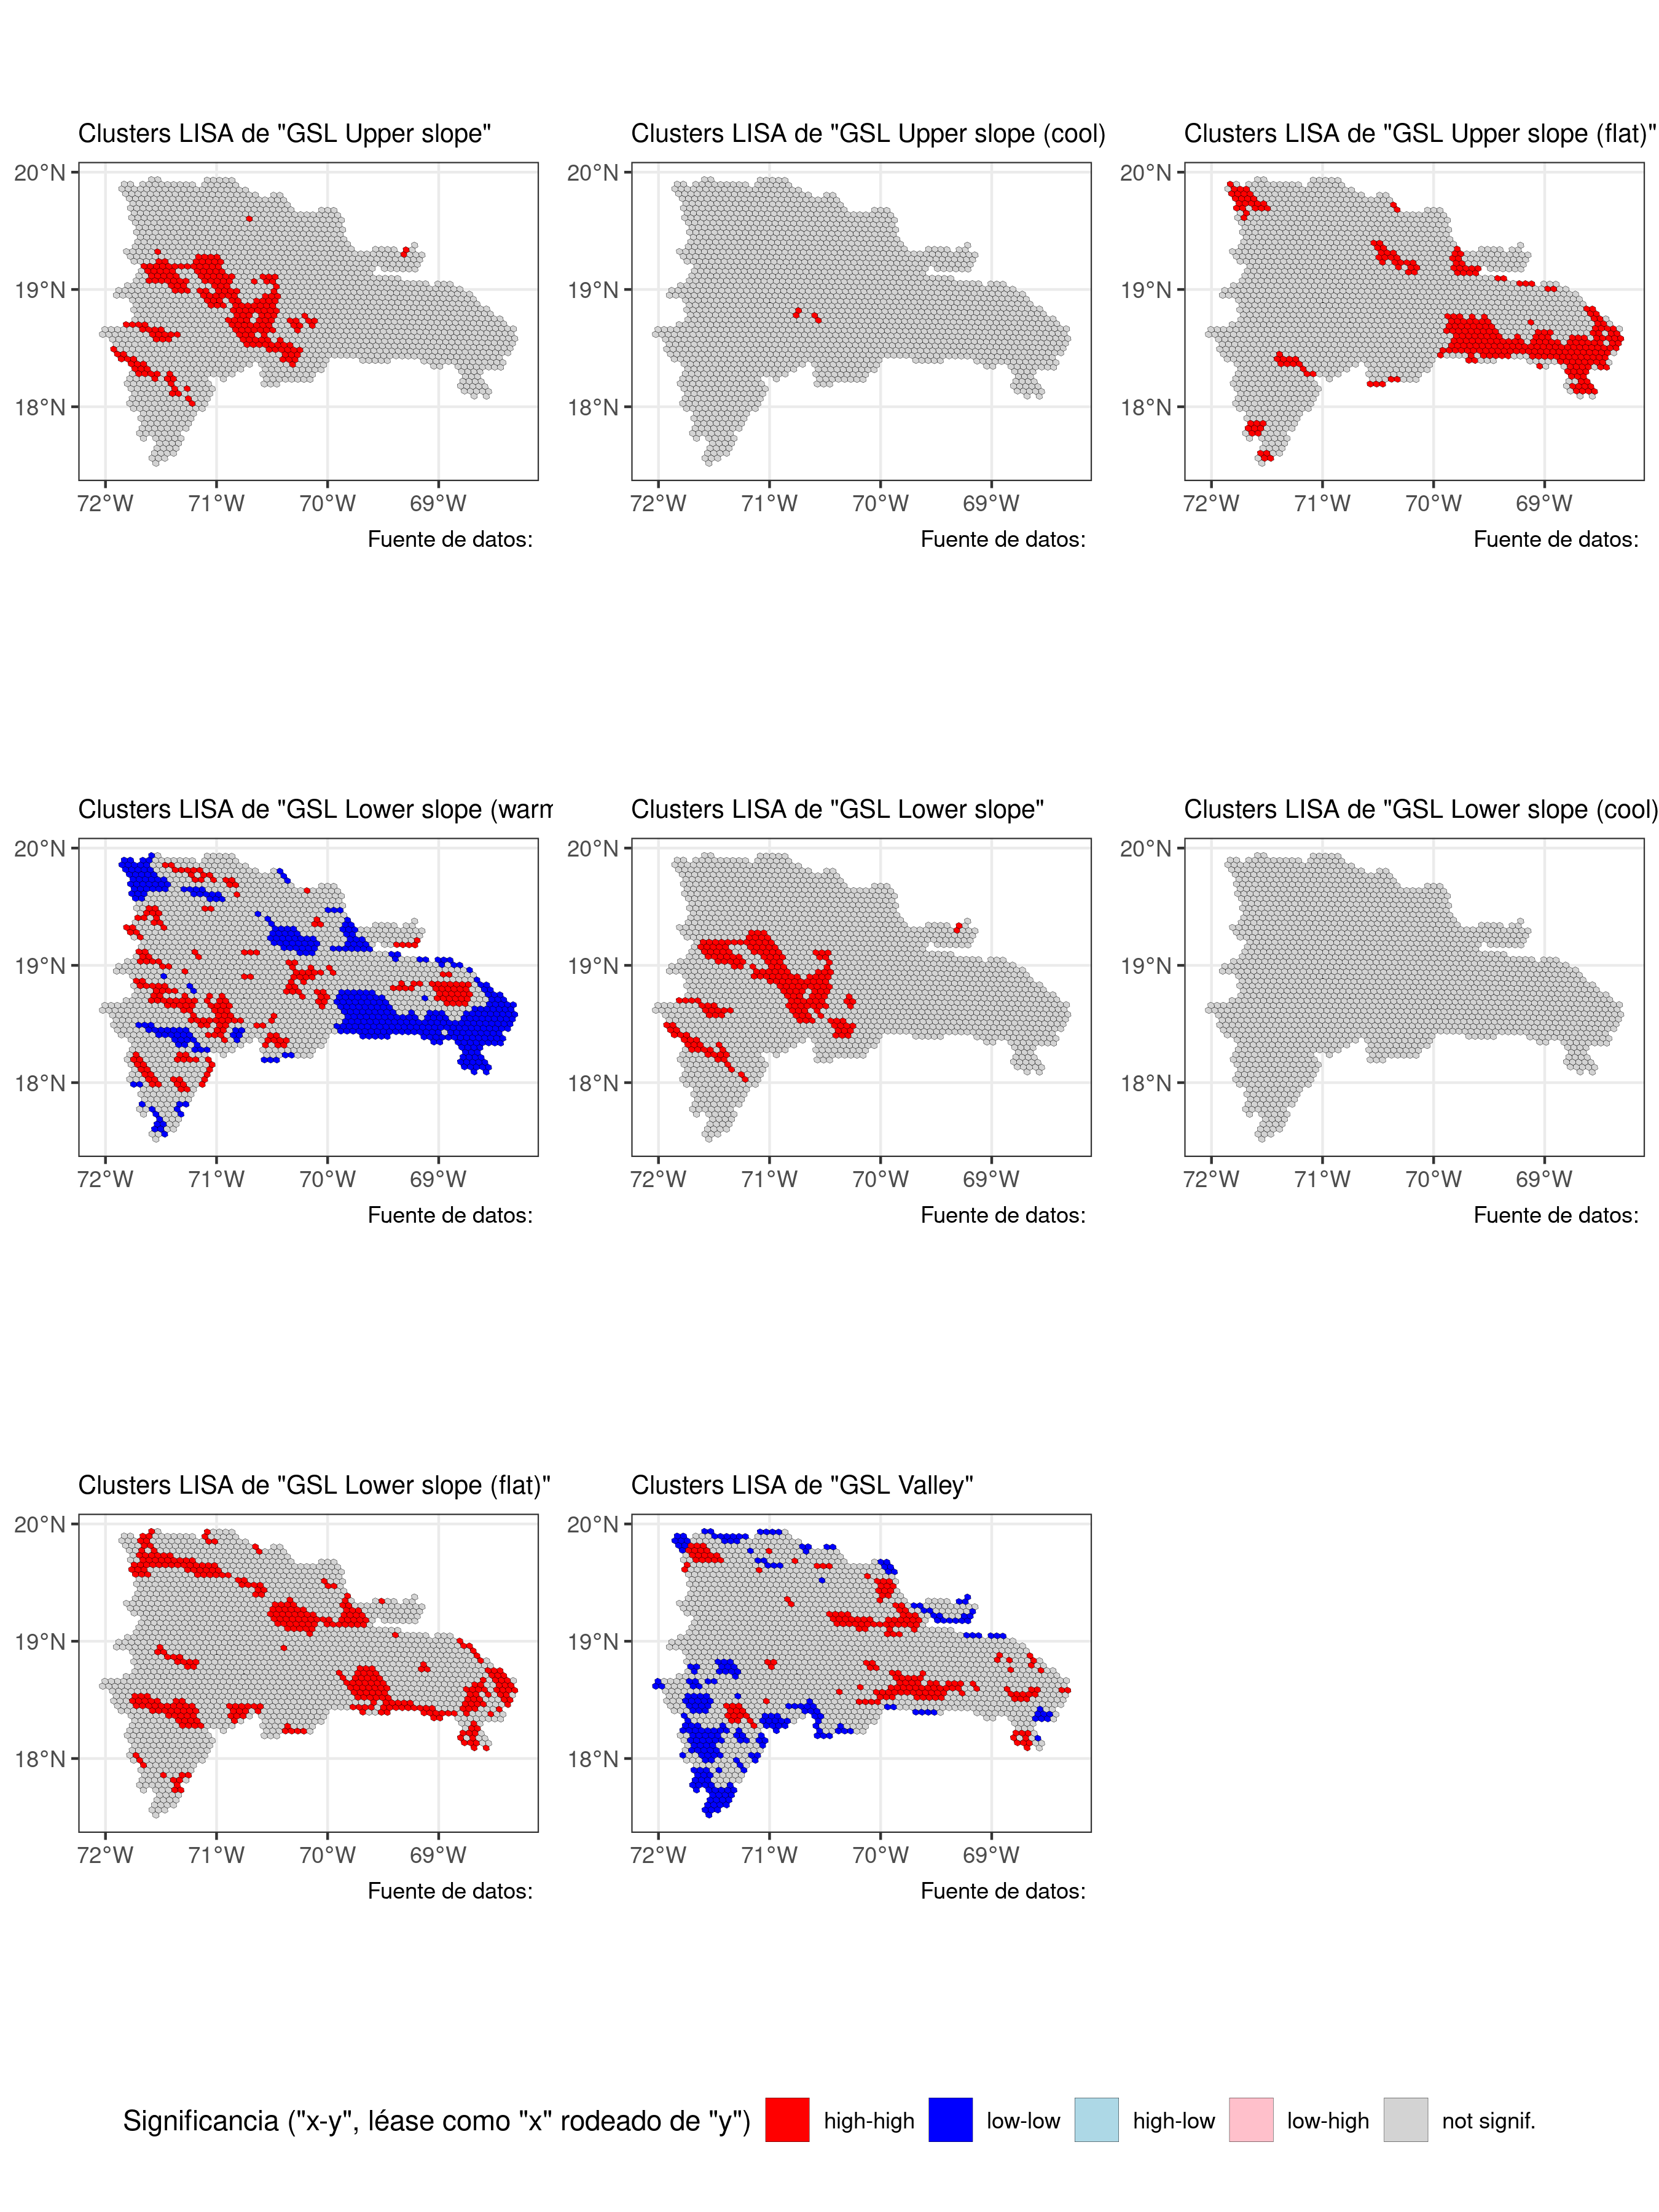 Clusters LISA de "GSL Upper slope"
Clusters LISA de "GSL Upper slope (cool)
Clusters LISA de "GSL Upper slope (flat)"
20°N
19°N
18°N
72°W 71°W 70°W 69°W
Fuente de datos:
20°N
19°N
18°N
72°W 71°W 70°W 69°W
Fuente de datos:
20°N
19°N
18°N
72°W 71°W 70°W 69°W
Fuente de datos:
Clusters LISA de "GSL Lower slope (warm
Clusters LISA de "GSL Lower slope"
Clusters LISA de "GSL Lower slope (cool)
20°N
19°N
18°N
72°W 71°W 70°W 69°W
Fuente de datos:
20°N
19°N
18°N
72°W 71°W 70°W 69°W
Fuente de datos:
20°N
19°N
18°N
72°W 71°W 70°W 69°W
Fuente de datos:
Clusters LISA de "GSL Lower slope (flat)"
Clusters LISA de "GSL Valley"
20°N
19°N
18°N
72°W 71°W 70°W 69°W
Fuente de datos:
20°N
19°N
18°N
72°W 71°W 70°W 69°W
Fuente de datos:
Significancia ("x-y", léase como "x" rodeado de "y") high-high low-low high-low low-high not signif.